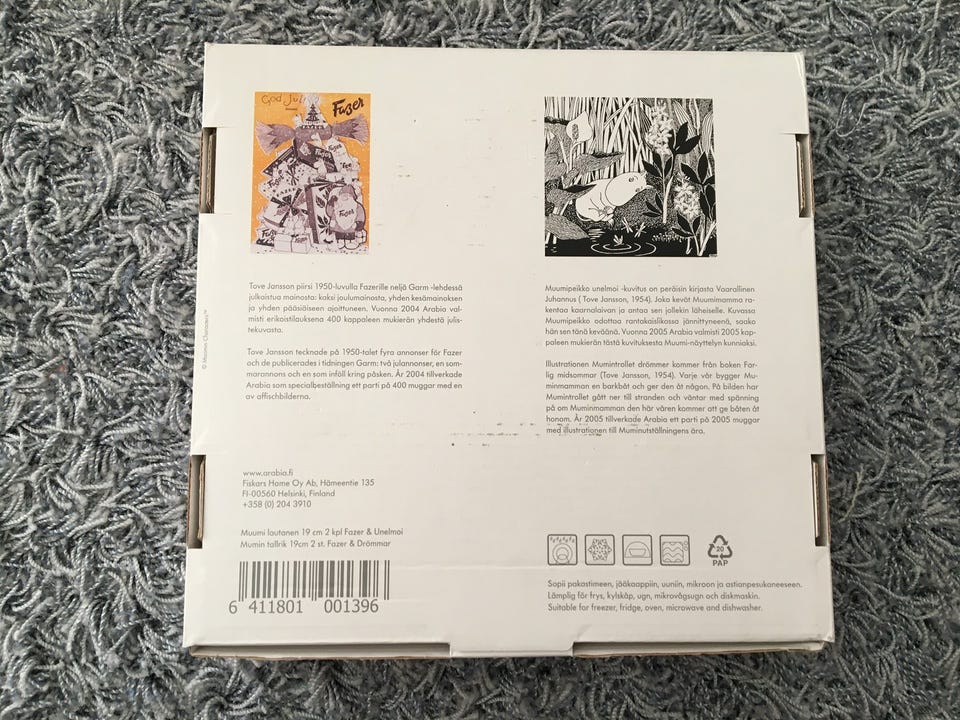 God Jul
Fazer
FAZER
Fazer
Tove Jansson piirsi 1950-luvulla Fazerille neljä Garm -lehdessä
julkaistua mainosta: kaksi joulumainosta, yhden kesämainoksen
ja yhden pääsiäiseen ajoittuneen. Vuonna 2004 Arabia val-
misti erikoistilauksena 400 kappaleen mukierän yhdestä julis-
tekuvasta.
Tove Jansson tecknade på 1950-talet fyra annonser för Fazer
och de publicerades i tidningen Garm: två julannonser, en som-
marannons och en som inföll kring påsken. År 2004 tillverkade
Arabia som specialbeställning ett parti på 400 muggar med en
av affischbilderna.
Muumipeikko unelmoi -kuvitus on peräisin kirjasta Vaarallinen
Juhannus ( Tove Jansson, 1954). Joka kevät Muumimamma ra-
kentaa kaarnalaivan ja antaa sen jollekin läheiselle. Kuvassa
Muumipeikko odottaa rantakaislikossa jännittyneenä, saako
hän sen tänä keväänä. Vuonna 2005 Arabia valmisti 2005 kap-
paleen mukierän tästä kuvituksesta Muumi-näyttelyn kunniaksi.
Illustrationen Mumintrollet drömmer kommer från boken Far-
lig midsommar (Tove Jansson, 1954). Varje vår bygger Mu-
minmamman en barkbåt och ger den åt någon. På bilden har
Mumintrollet gått ner till stranden och väntar med spänning
på om Muminmamman den här våren kommer att ge båten åt
honom. År 2005 tillverkade Arabia ett parti på 2005 muggar
med illustrationen till Muminutställningens ära.
© Moomin Characters™
www.arabia.fi
Fiskars Home Oy Ab, Hämeentie 135
FI-00560 Helsinki, Finland
+358 (0) 204 3910
Muumi lautanen 19 cm 2 kpl Fazer & Unelmoi
Mumin tallrik 19cm 2 st. Fazer & Drömmar
6 411801 001396
20
PAP
Sopii pakastimeen, jääkaappiin, uuniin, mikroon ja astianpesukoneeseen.
Lämplig för frys, kylskåp, ugn, mikrovågsugn och diskmaskin.
Suitable for freezer, fridge, oven, microwave and dishwasher.